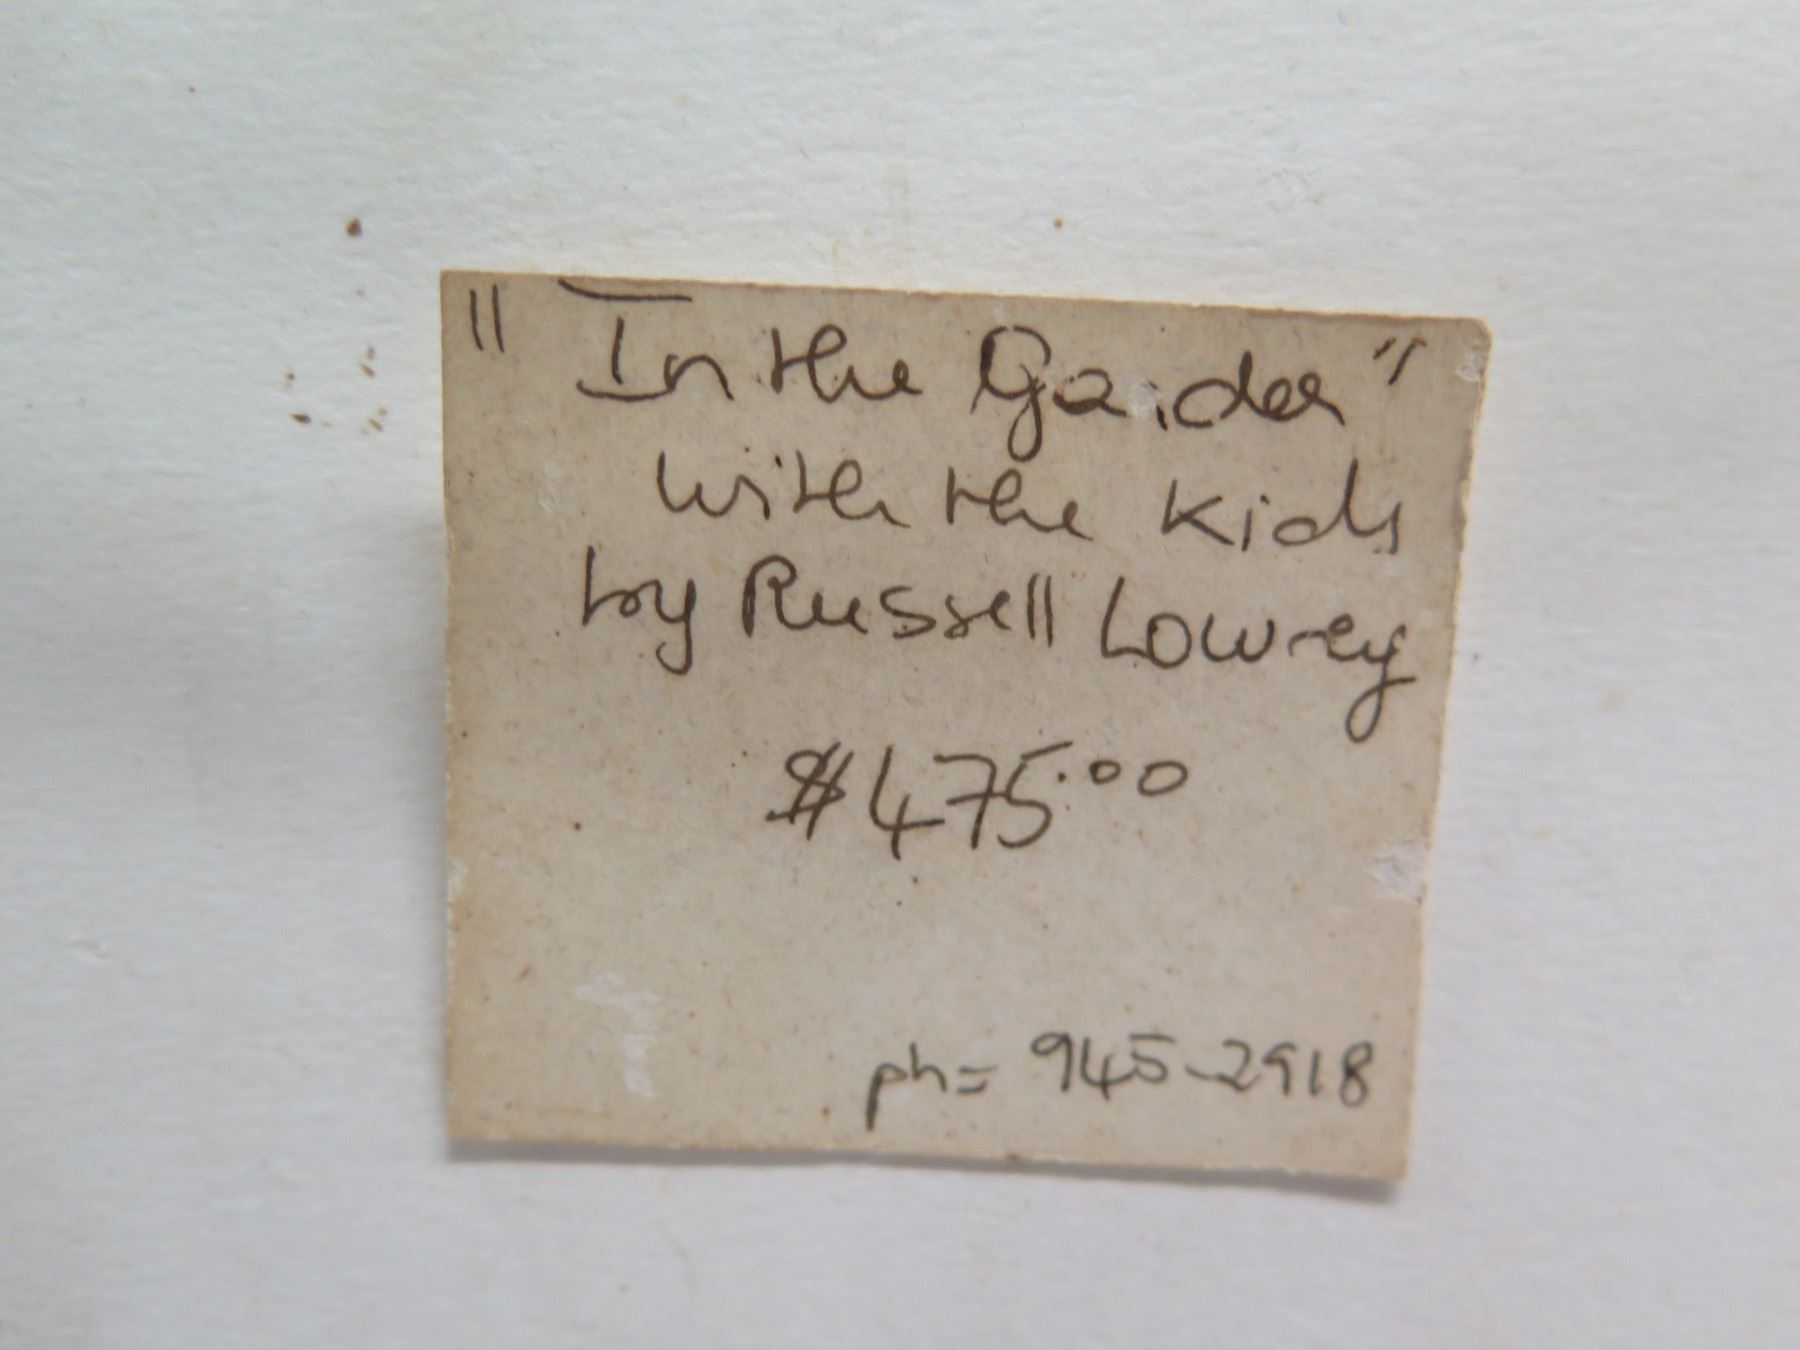 "In the Garden"
with the Kids
by Russell Lowrey
$475.00
ph= 945-2918